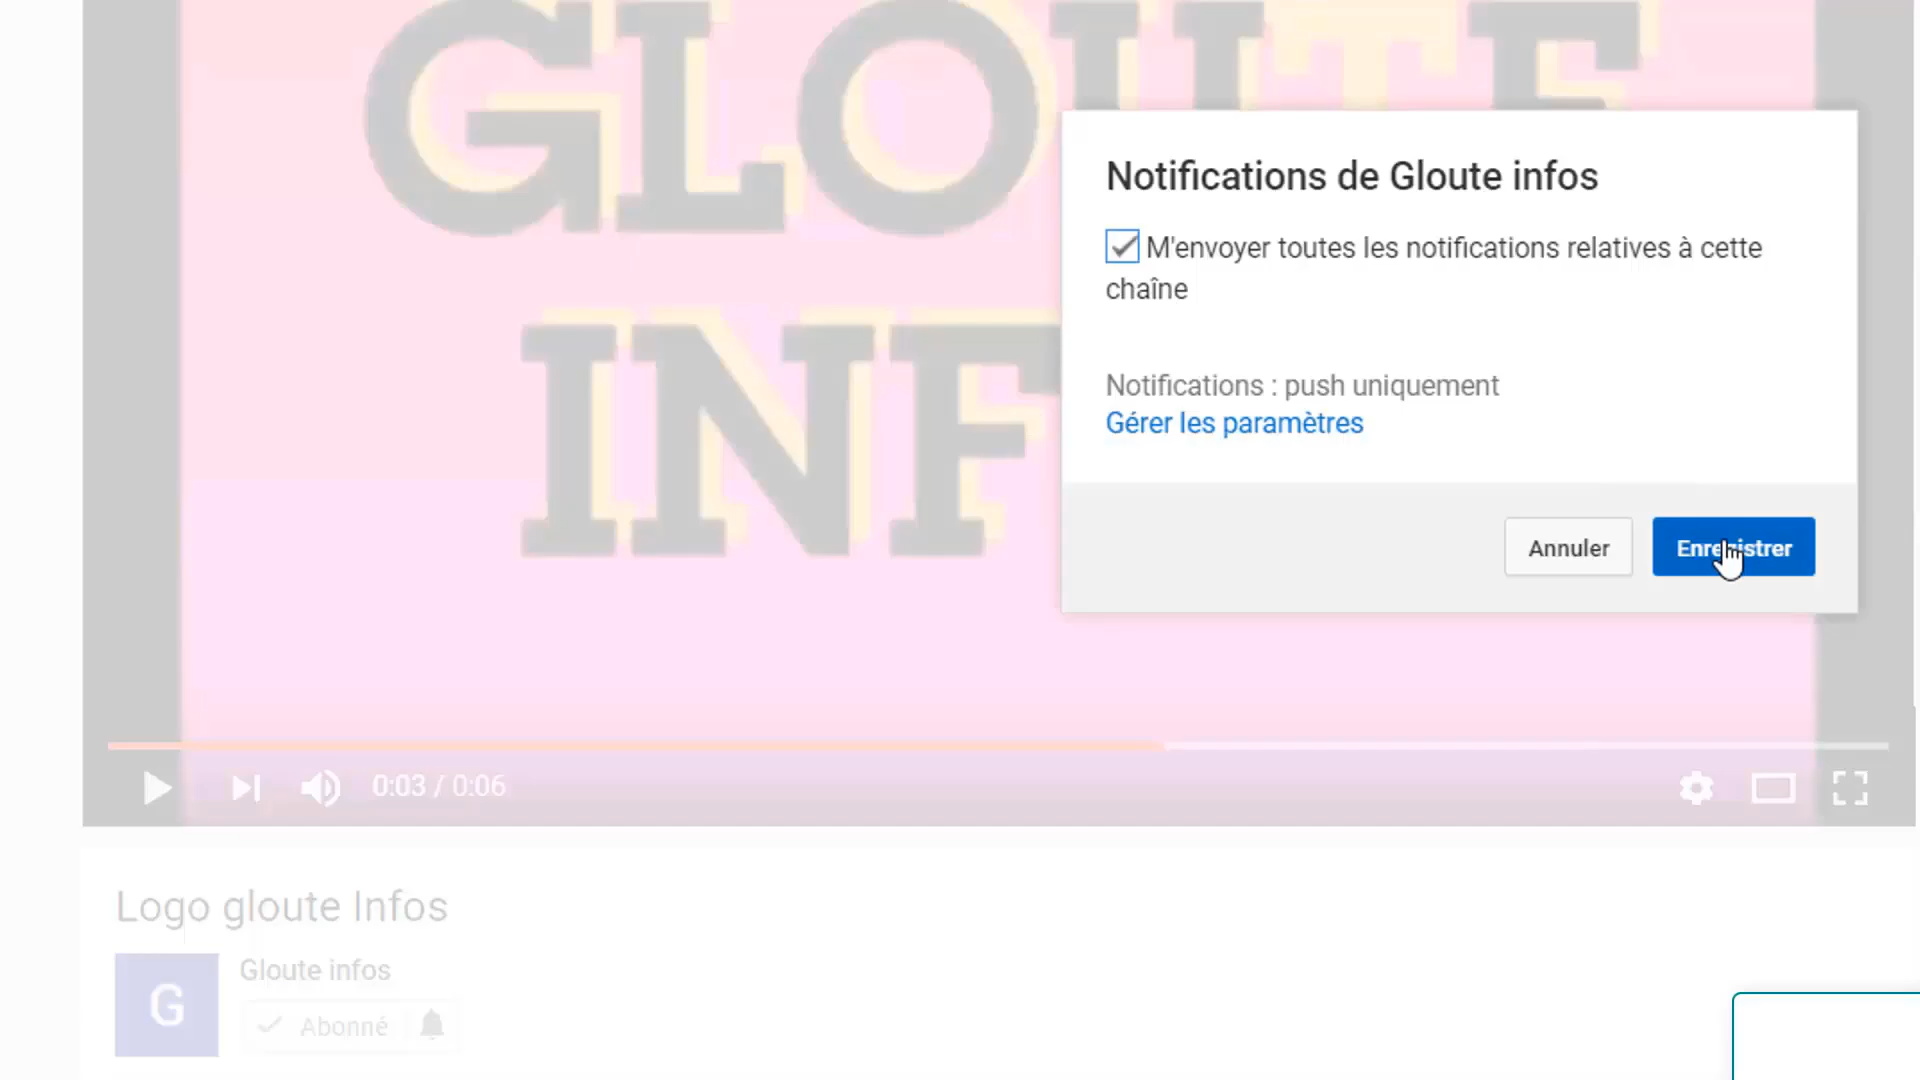 GLOUTE
INF
Notifications de Gloute infos
M'envoyer toutes les notifications relatives à cette
chaîne
Notifications : push uniquement
Gérer les paramètres
Annuler
Enregistrer
0:03 / 0:06
Logo gloute Infos
G
Gloute infos
Abonné